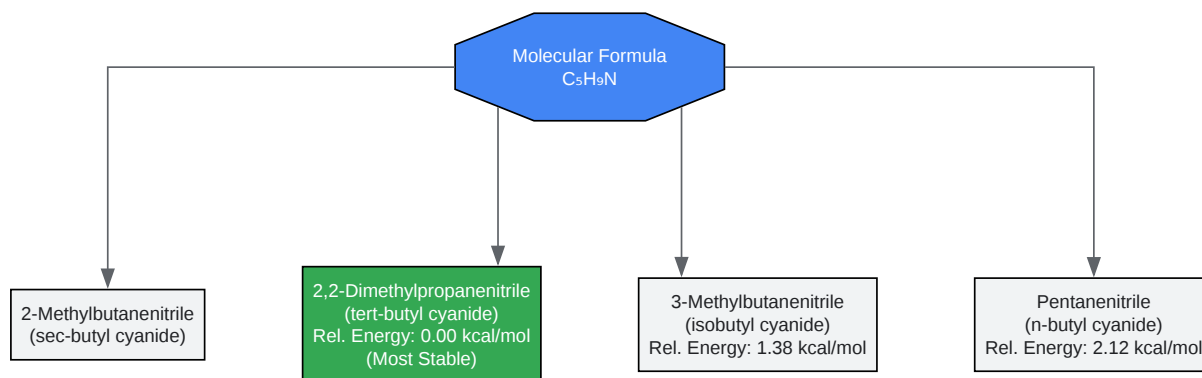 Molecular Formula
C₅H₉N
2-Methylbutanenitrile
(sec-butyl cyanide)
2,2-Dimethylpropanenitrile
(tert-butyl cyanide)
Rel. Energy: 0.00 kcal/mol
(Most Stable)
3-Methylbutanenitrile
(isobutyl cyanide)
Rel. Energy: 1.38 kcal/mol
Pentanenitrile
(n-butyl cyanide)
Rel. Energy: 2.12 kcal/mol